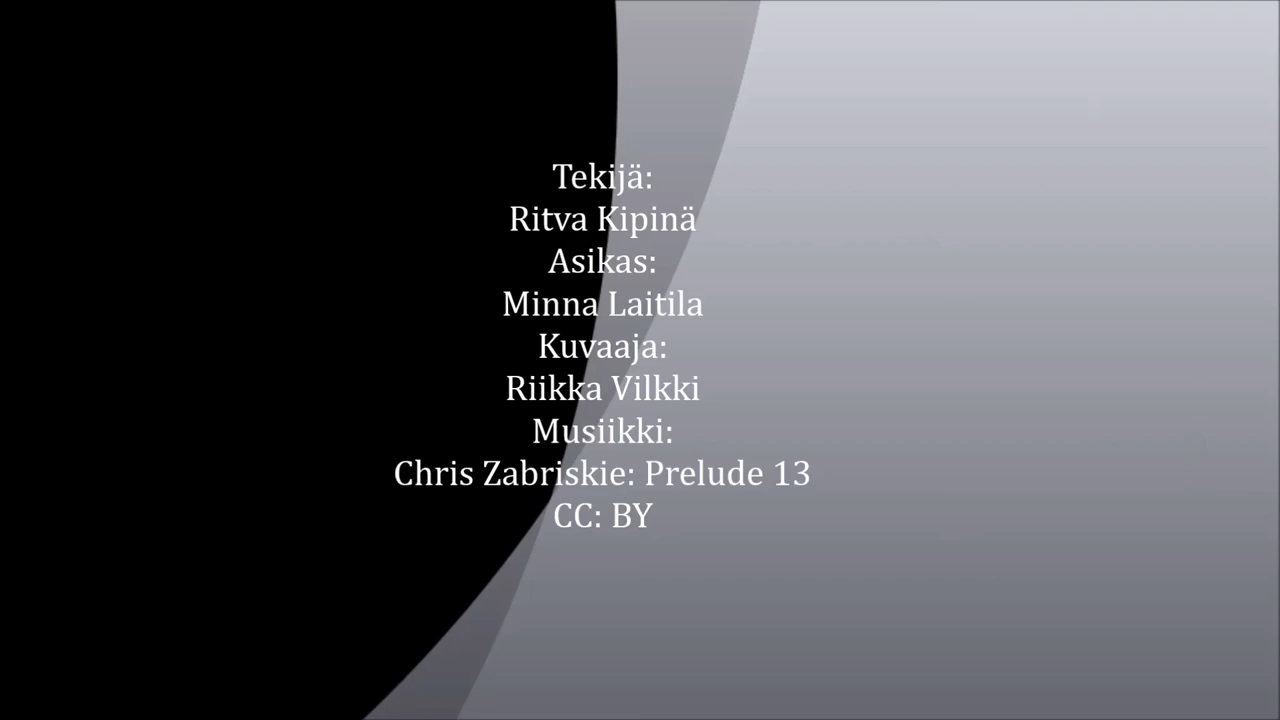 Tekijä:
Ritva Kipinä
Asikas:
Minna Laitila
Kuvaaja:
Riikka Vilkki
Musiikki:
Chris Zabriskie: Prelude 13
CC: BY